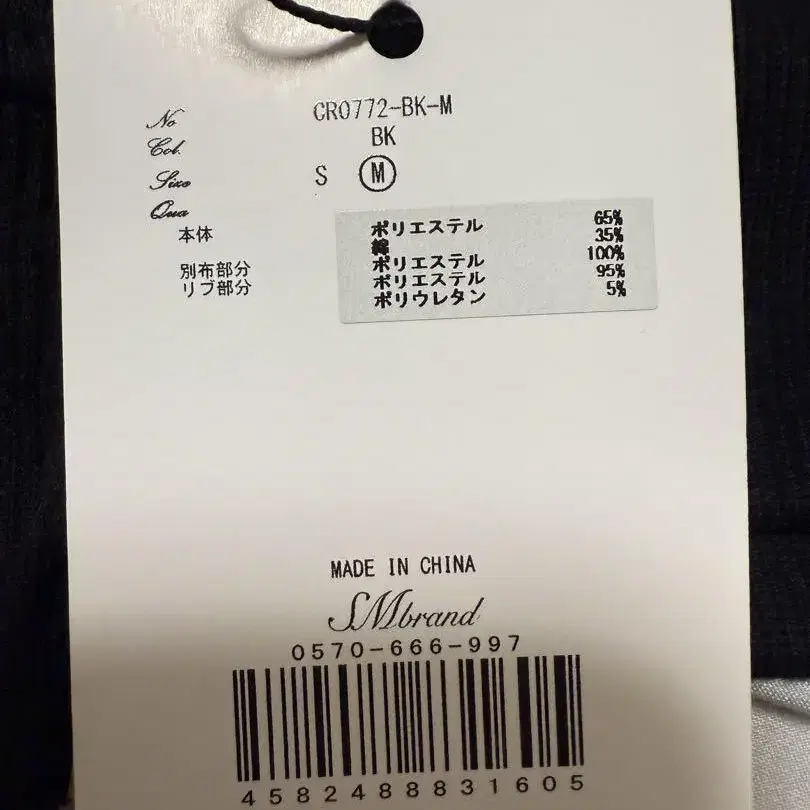 No CR0772-BK-M
Col. BK
Size S M
Qua
本体 ポリエステル 65%
綿 35%
別布部分 ポリエステル 100%
リブ部分 ポリエステル 95%
ポリウレタン 5%
MADE IN CHINA
SMbrand
0570-666-997
4582488831605